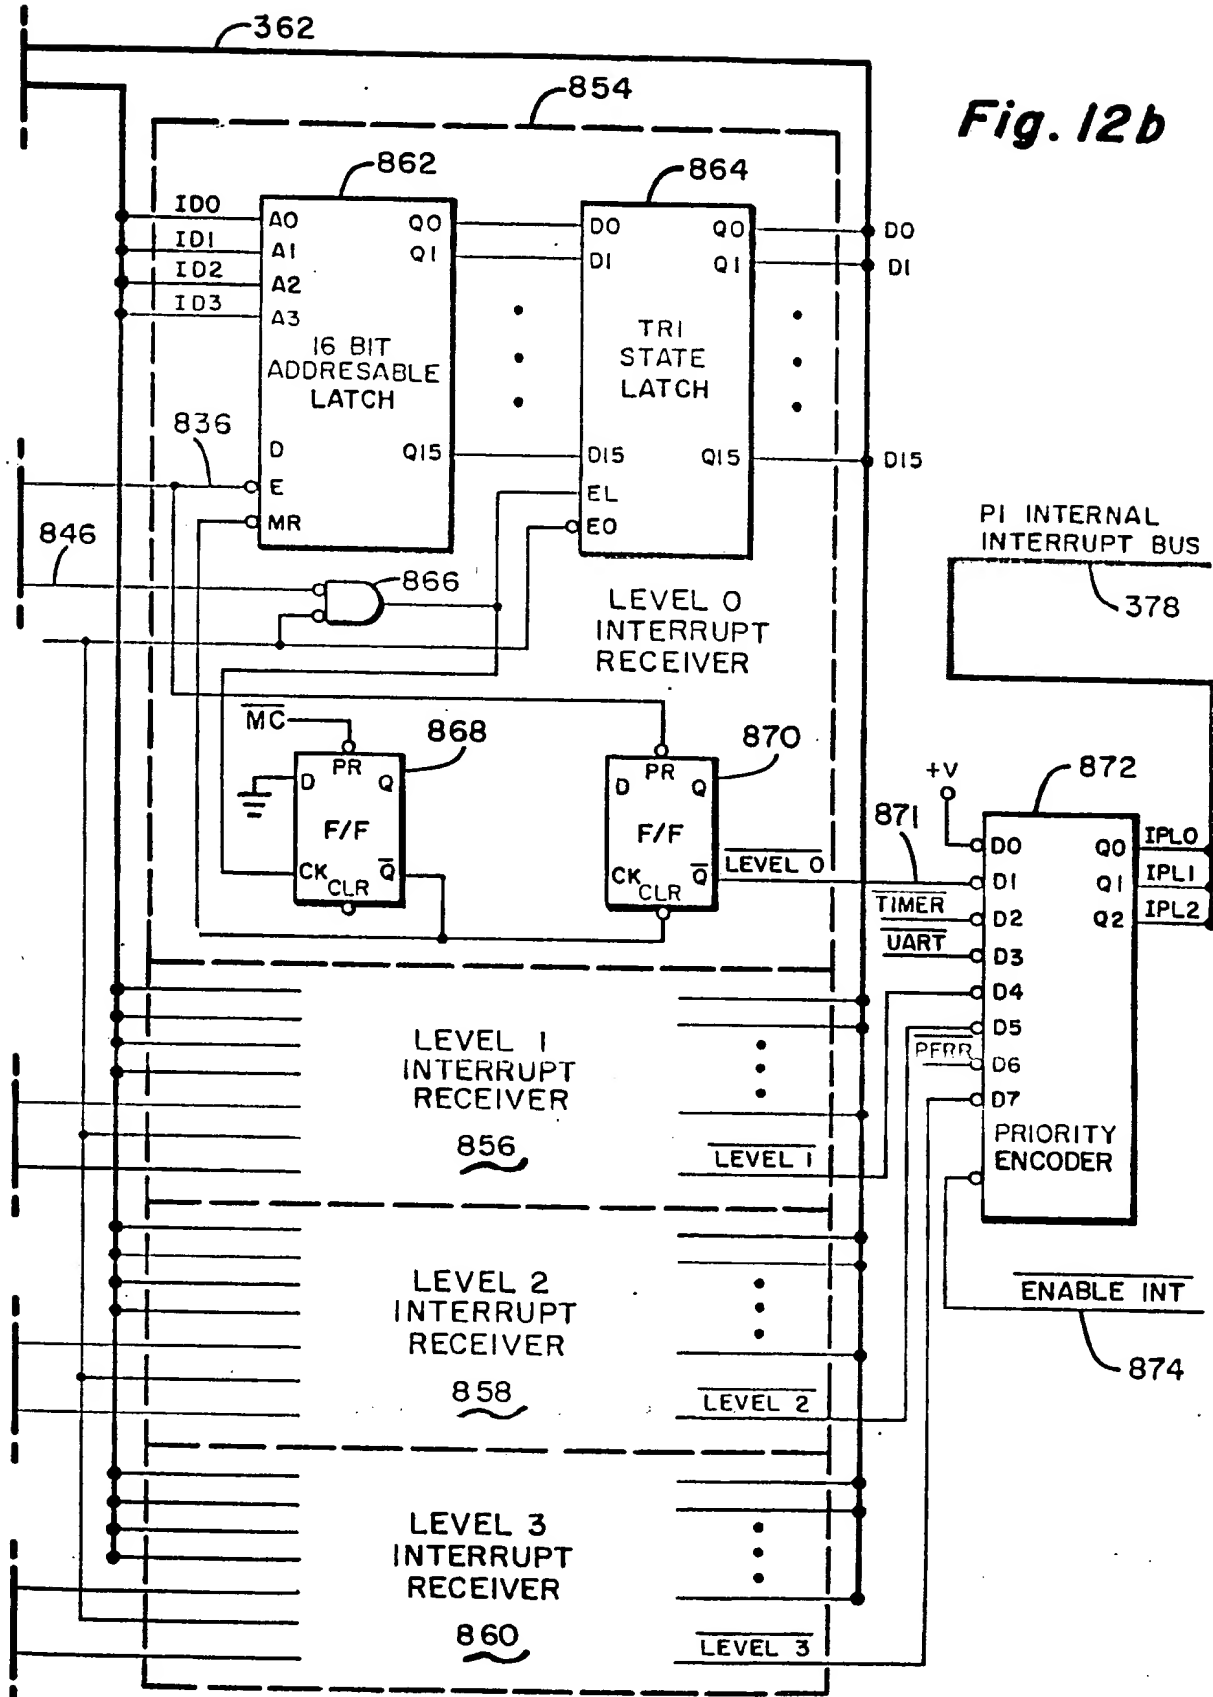 362
854
Fig. 12b
862
864
ID0
ID1
ID2
ID3
A0
A1
A2
A3
Q0
Q1
16 BIT
ADDRESABLE
LATCH
D
E
MR
Q15
D0
D1
TRI
STATE
LATCH
D15
EL
EO
Q0
Q1
Q15
D0
D1
D15
836
846
866
LEVEL 0
INTERRUPT
RECEIVER
PI INTERNAL
INTERRUPT BUS
378
MC
868
PR
D
Q
F/F
CK
Q
CLR
870
PR
D
Q
F/F
CK
Q
CLR
LEVEL 0
871
+V
872
D0
D1
D2
D3
D4
D5
D6
D7
Q0
Q1
Q2
IPL0
IPL1
IPL2
TIMER
UART
PRIORITY
ENCODER
LEVEL 1
INTERRUPT
RECEIVER
856
LEVEL 1
LEVEL 2
INTERRUPT
RECEIVER
858
LEVEL 2
ENABLE INT
874
LEVEL 3
INTERRUPT
RECEIVER
860
LEVEL 3